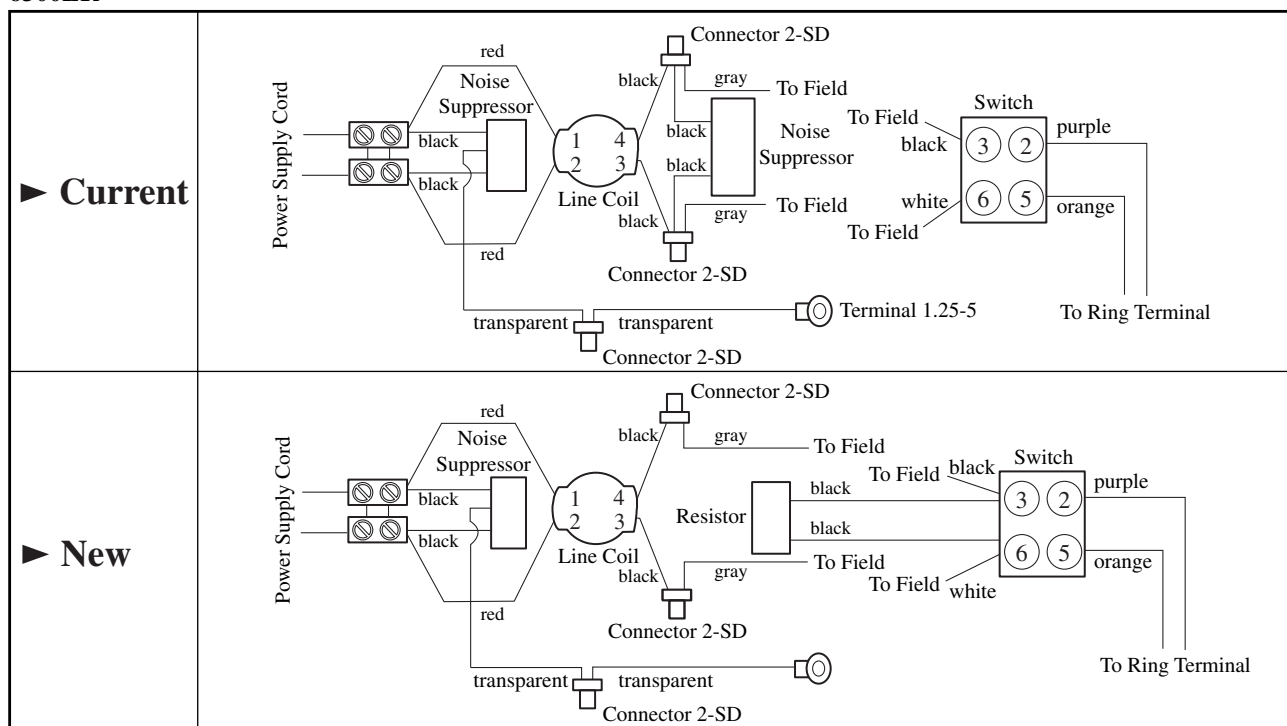 ► Current
Power Supply Cord
red
black
black
red
Noise
Suppressor
1
2
4
3
Line Coil
Connector 2-SD
black
gray
To Field
black
black
Noise
Suppressor
black
gray
To Field
Connector 2-SD
transparent
transparent
Terminal 1.25-5
Connector 2-SD
Switch
To Field
black
3
2
purple
white
6
5
orange
To Field
To Ring Terminal
► New
Power Supply Cord
red
black
black
red
Noise
Suppressor
1
2
4
3
Line Coil
Connector 2-SD
black
gray
To Field
Resistor
black
black
black
gray
To Field
Connector 2-SD
transparent
transparent
Connector 2-SD
Switch
To Field
black
3
2
purple
6
5
orange
To Field
white
To Ring Terminal